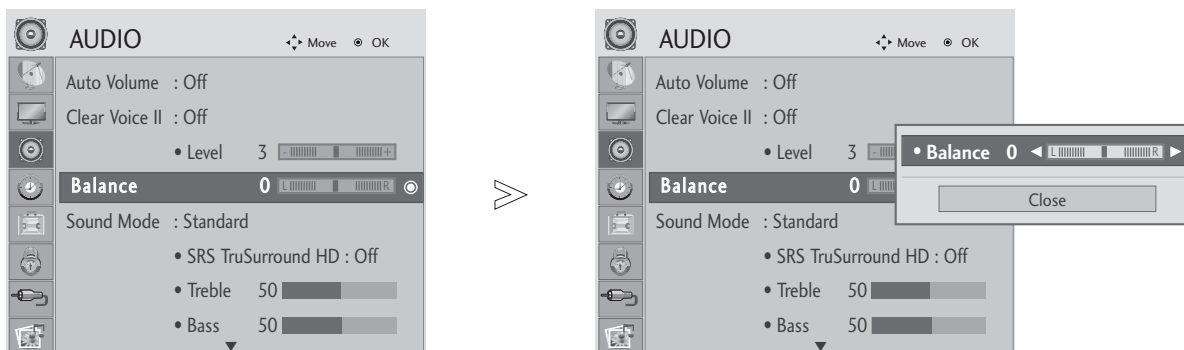 AUDIO Move OK
Auto Volume : Off
Clear Voice II : Off
• Level 3 - +
Balance 0 L R
Sound Mode : Standard
• SRS TruSurround HD : Off
• Treble 50
• Bass 50
AUDIO Move OK
Auto Volume : Off
Clear Voice II : Off
• Level 3 -
Balance 0 L
Sound Mode : Standard
• SRS TruSurround HD : Off
• Treble 50
• Bass 50
• Balance 0 L R
Close